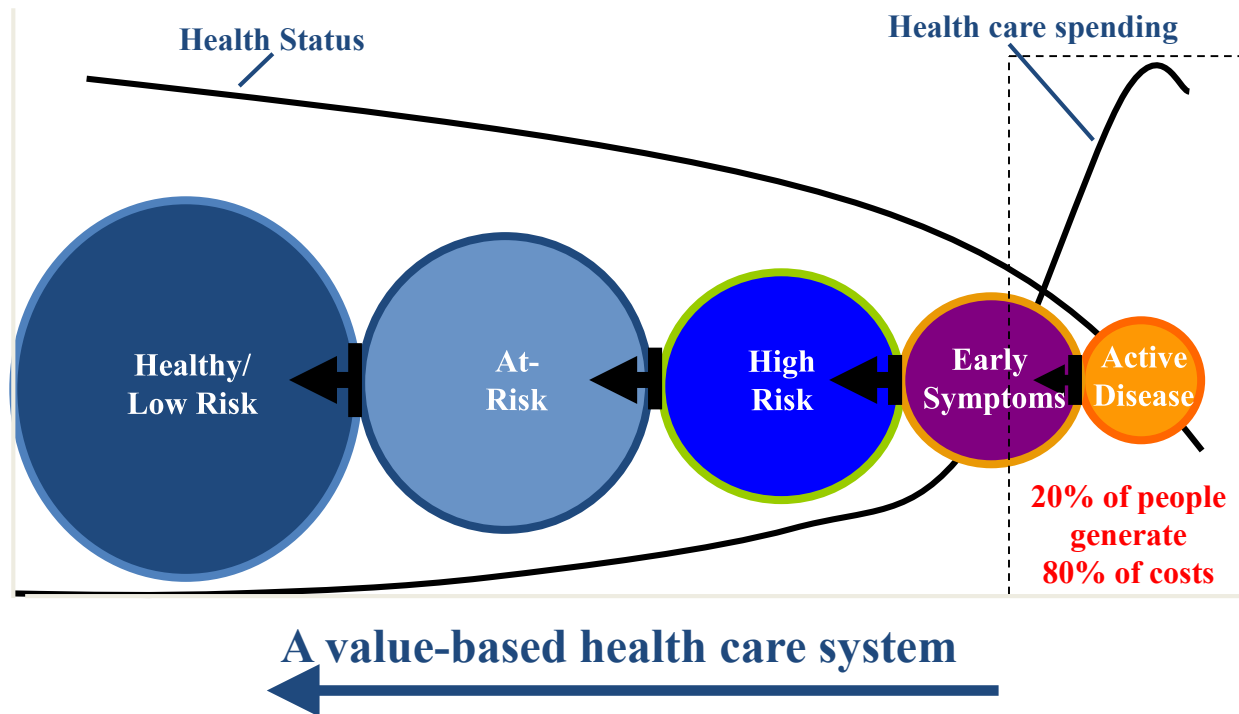 Health Status
Health care spending
Healthy/
Low Risk
At-
Risk
High
Risk
Early
Symptoms
Active
Disease
20% of people
generate
80% of costs
A value-based health care system